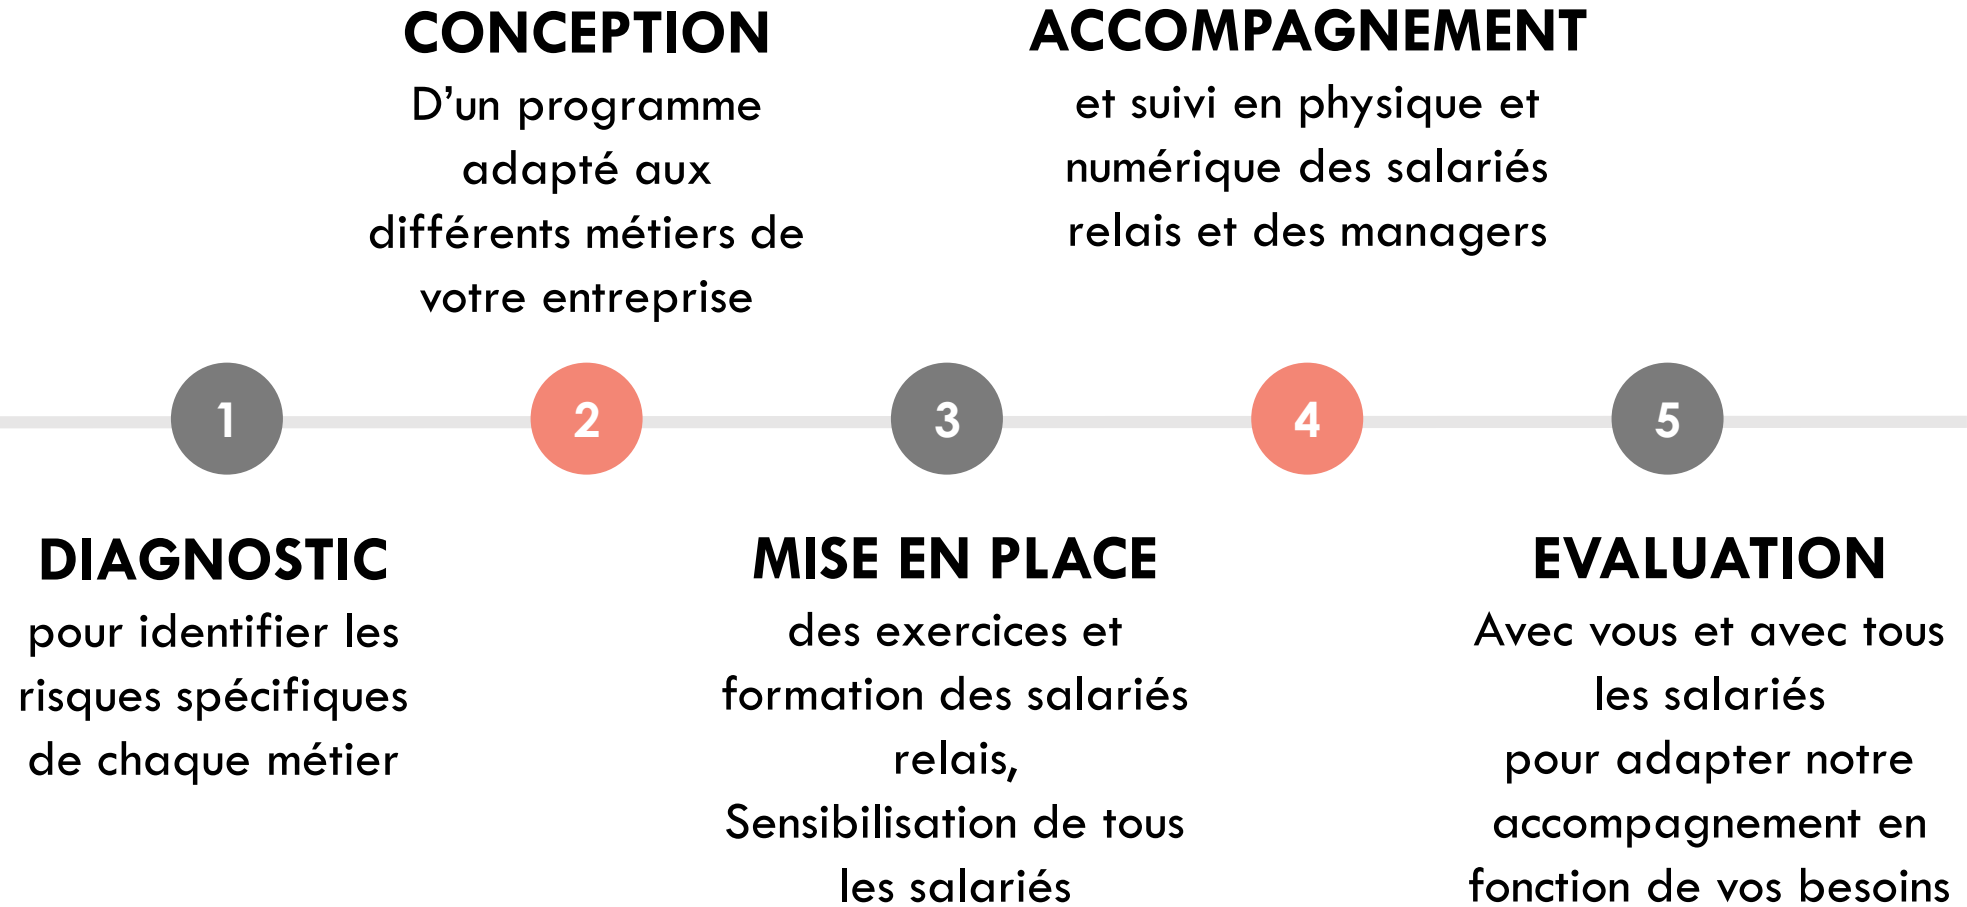 CONCEPTION
D’un programme
adapté aux
différents métiers de
votre entreprise
ACCOMPAGNEMENT
et suivi en physique et
numérique des salariés
relais et des managers
1
2
3
4
5
DIAGNOSTIC
pour identifier les
risques spécifiques
de chaque métier
MISE EN PLACE
des exercices et
formation des salariés
relais,
Sensibilisation de tous
les salariés
EVALUATION
Avec vous et avec tous
les salariés
pour adapter notre
accompagnement en
fonction de vos besoins